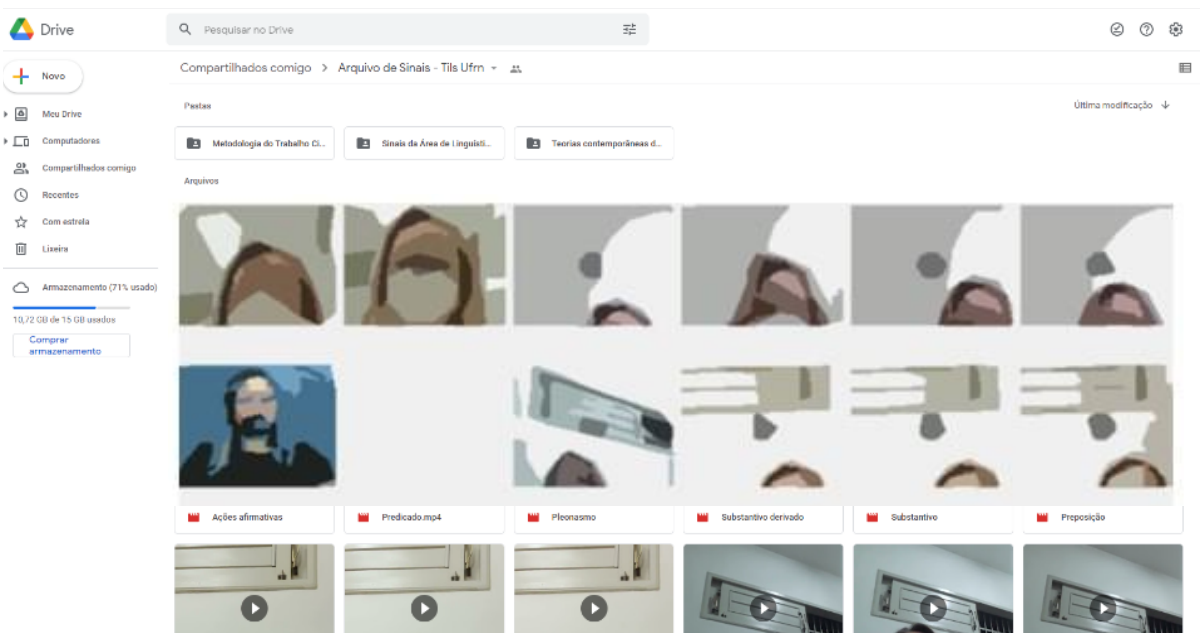 Drive
Pesquisar no Drive
Novo
Meu Drive
Computadores
Compartilhados comigo
Recentes
Com estrela
Lixeira
Armazenamento (71% usado)
10,72 GB de 15 GB usados
Comprar
armazenamento
Compartilhados comigo > Arquivo de Sinais - Tils Ufrn
Pastas
Última modificação
Metodologia do Trabalho Ci...
Sinais da Área de Linguísti...
Teorias contemporâneas d...
Arquivos
Ações afirmativas
Predicado.mp4
Pleonasmo
Substantivo derivado
Substantivo
Preposição